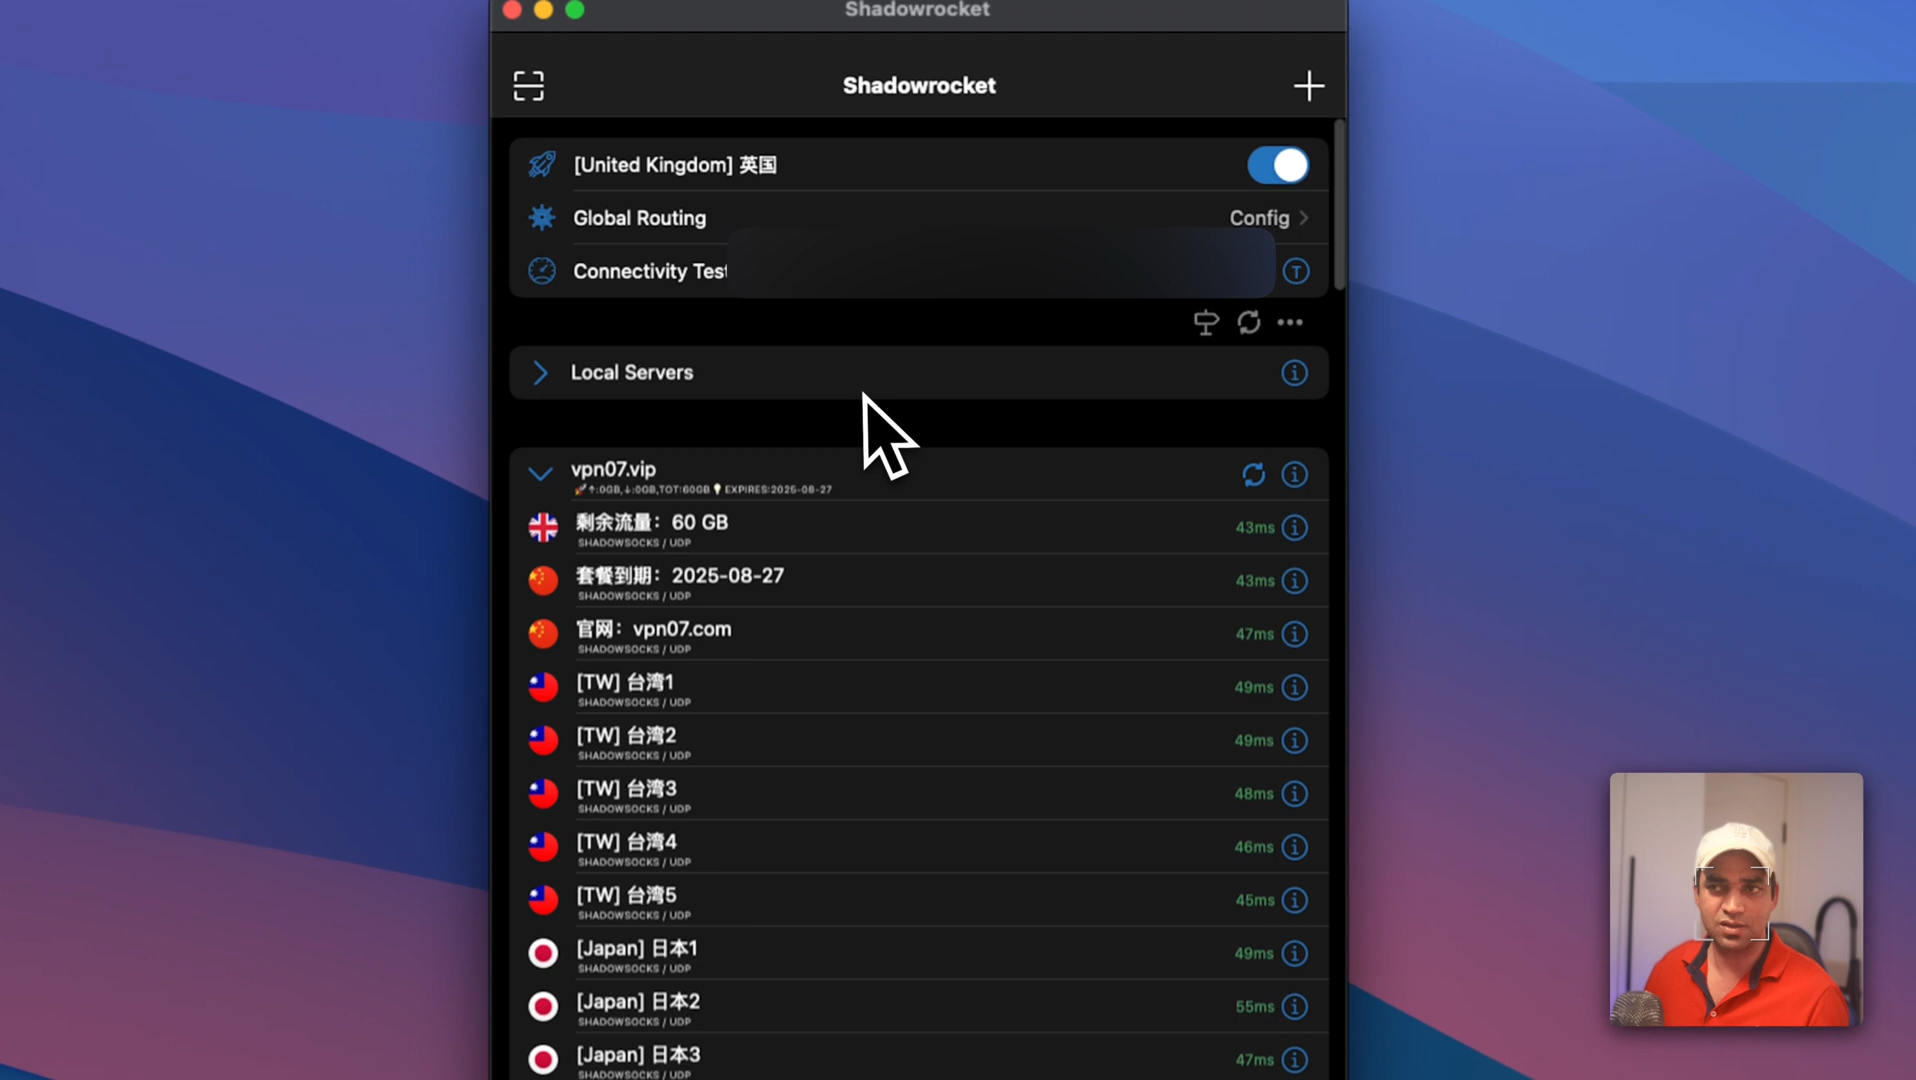 Shadowrocket
Shadowrocket
[United Kingdom] 英国
Global Routing
Config
Connectivity Test
T
Local Servers
vpn07.vip
↑:0GB,↓:0GB,TOT:60GB EXPIRES:2025-08-27
剩余流量：60 GB
43ms
SHADOWSOCKS / UDP
套餐到期：2025-08-27
43ms
SHADOWSOCKS / UDP
官网：vpn07.com
47ms
SHADOWSOCKS / UDP
[TW] 台湾1
49ms
SHADOWSOCKS / UDP
[TW] 台湾2
49ms
SHADOWSOCKS / UDP
[TW] 台湾3
48ms
SHADOWSOCKS / UDP
[TW] 台湾4
46ms
SHADOWSOCKS / UDP
[TW] 台湾5
45ms
SHADOWSOCKS / UDP
[Japan] 日本1
49ms
SHADOWSOCKS / UDP
[Japan] 日本2
55ms
SHADOWSOCKS / UDP
[Japan] 日本3
47ms
SHADOWSOCKS / UDP